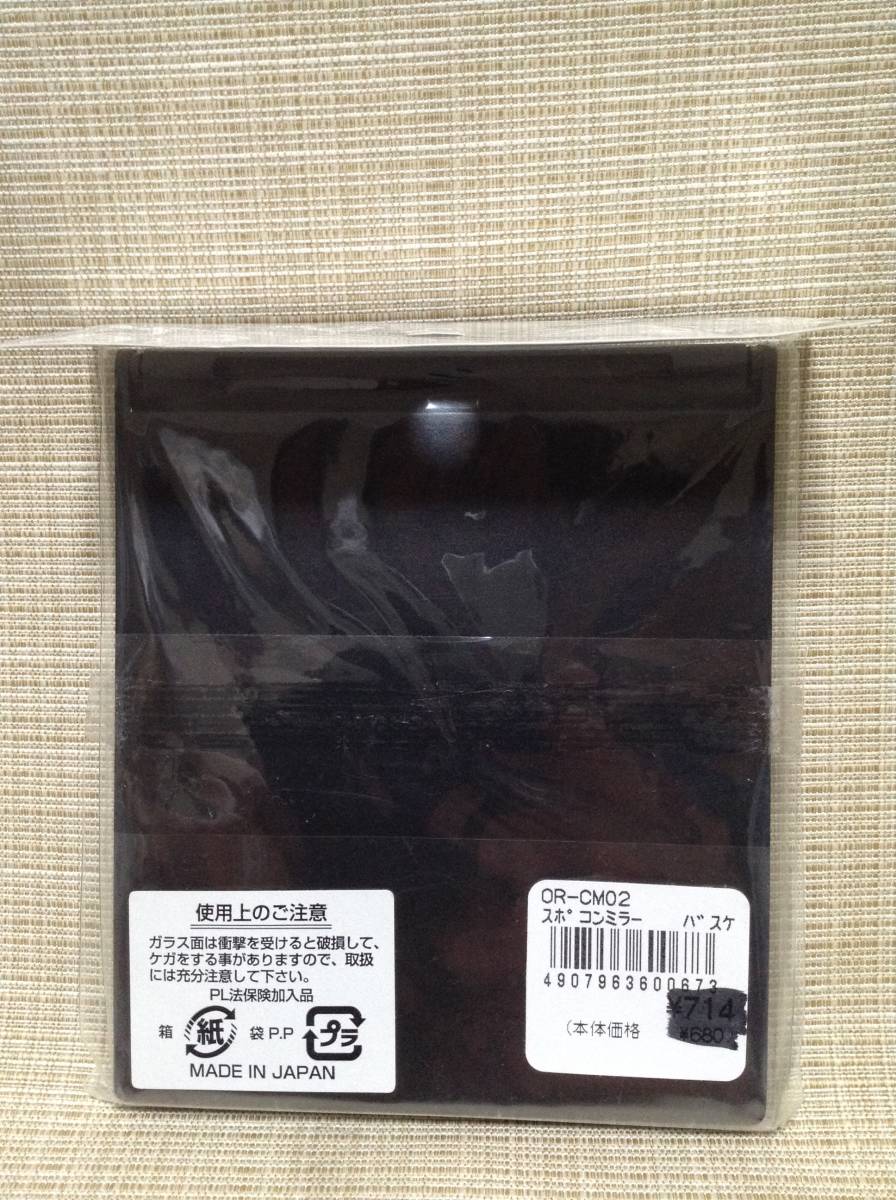 使用上のご注意
ガラス面は衝撃を受けると破損して、
ケガをする事がありますので、取扱
には充分注意して下さい。
PL法保険加入品
箱 紙 袋P.P プラ
MADE IN JAPAN
OR-CM02
スポコンミラー バスケ
4907963600673
¥714
(本体価格 ¥680)